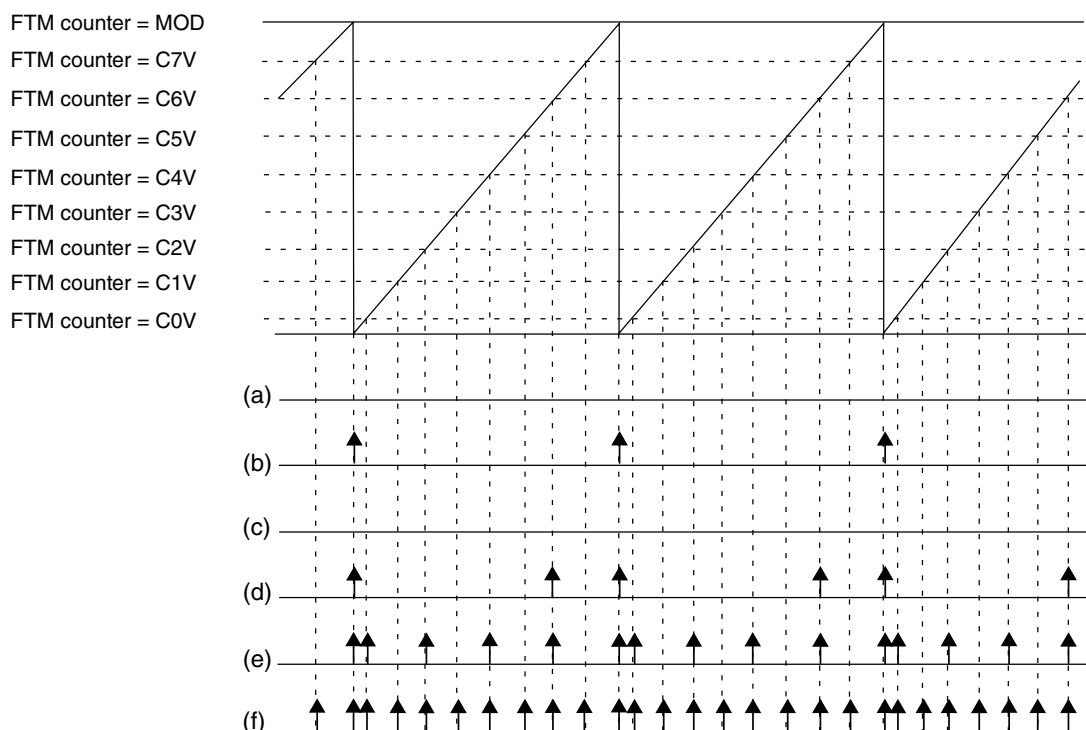 FTM counter = MOD
FTM counter = C7V
FTM counter = C6V
FTM counter = C5V
FTM counter = C4V
FTM counter = C3V
FTM counter = C2V
FTM counter = C1V
FTM counter = C0V
(a)
(b)
(c)
(d)
(e)
(f)